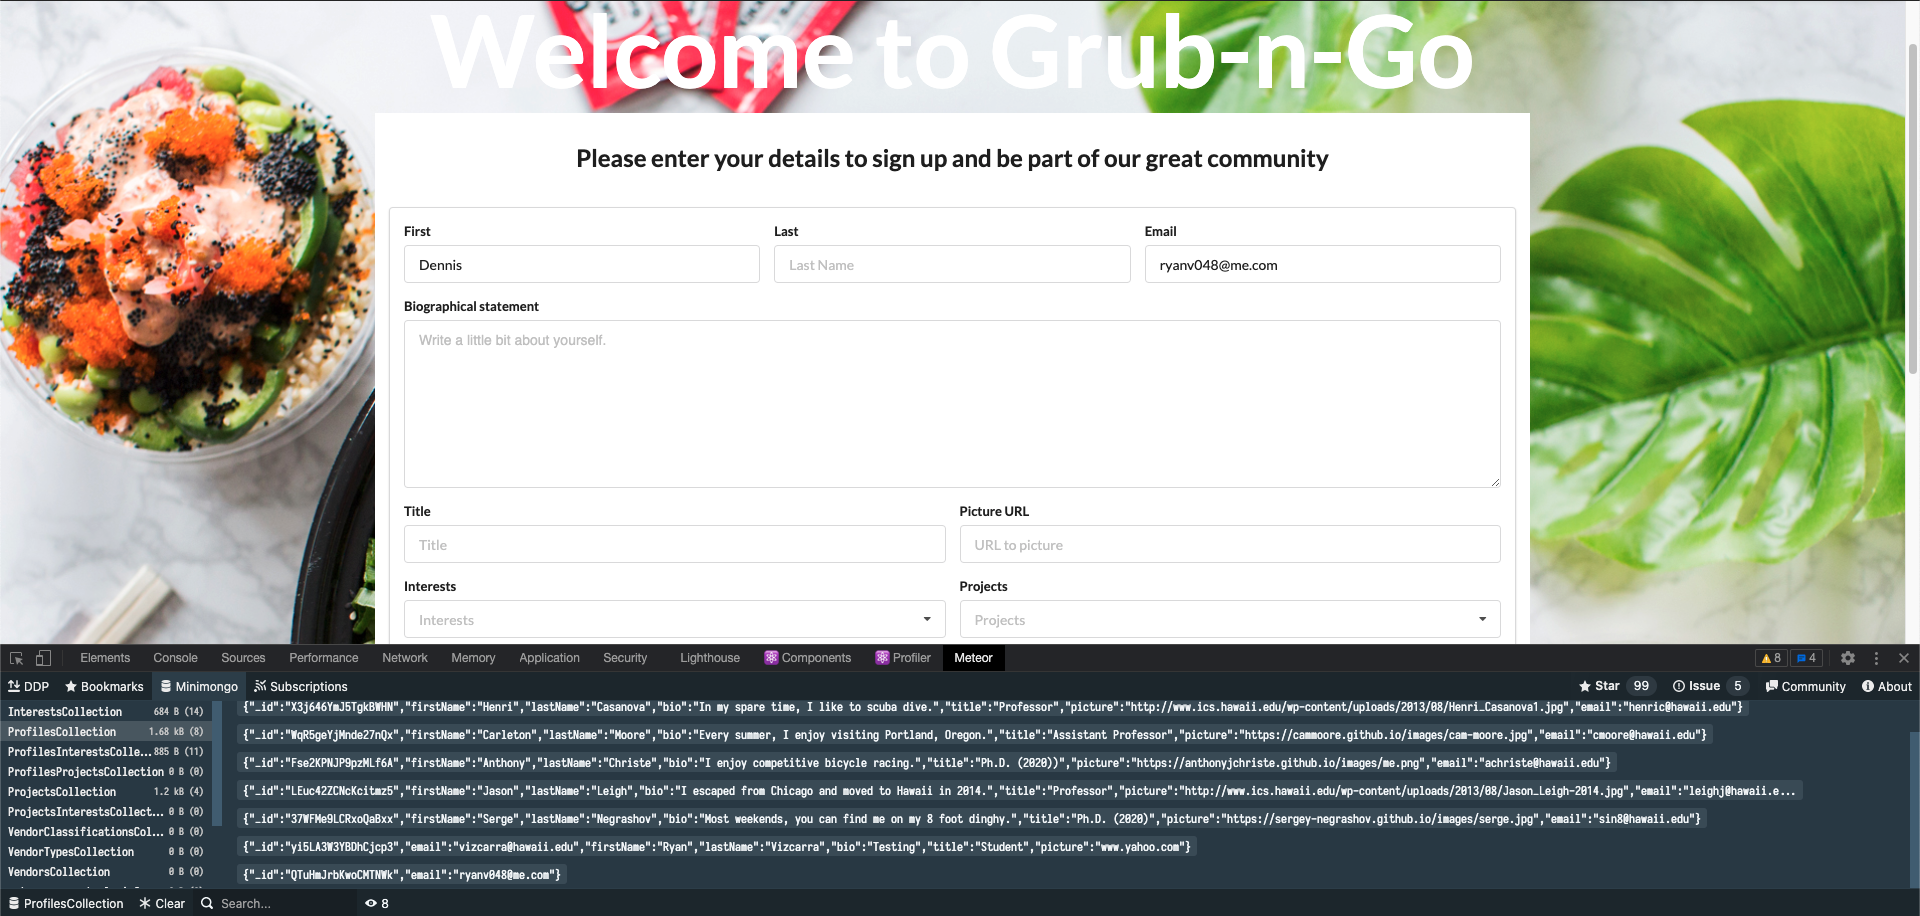 Welcome to Grub-n-Go
Please enter your details to sign up and be part of our great community
First Last Email
Dennis Last Name ryanv048@me.com
Biographical statement
Write a little bit about yourself.
Title Picture URL
Title URL to picture
Interests Projects
Interests Projects
Elements Console Sources Performance Network Memory Application Security Lighthouse Components Profiler Meteor 8 4
DDP Bookmarks Minimongo Subscriptions Star 99 Issue 5 Community About
InterestsCollection 684 B (14)
ProfilesCollection 1.68 kB (8)
ProfilesInterestsColle... 885 B (11)
ProfilesProjectsCollection 0 B (0)
ProjectsCollection 1.2 kB (4)
ProjectsInterestsCollect... 0 B (0)
VendorClassificationsCol... 0 B (0)
VendorTypesCollection 0 B (0)
VendorsCollection 0 B (0)
{"_id":"X3j646YmJ5TgkBWHN","firstName":"Henri","lastName":"Casanova","bio":"In my spare time, I like to scuba dive.","title":"Professor","picture":"http://www.ics.hawaii.edu/wp-content/uploads/2013/08/Henri_Casanova1.jpg","email":"henric@hawaii.edu"}
{"_id":"WqR5geYjMnde27nQx","firstName":"Carleton","lastName":"Moore","bio":"Every summer, I enjoy visiting Portland, Oregon.","title":"Assistant Professor","picture":"https://cammoore.github.io/images/cam-moore.jpg","email":"cmoore@hawaii.edu"}
{"_id":"Fse2KPNJP9pzMLf6A","firstName":"Anthony","lastName":"Christe","bio":"I enjoy competitive bicycle racing.","title":"Ph.D. (2020))","picture":"https://anthonyjchriste.github.io/images/me.png","email":"achriste@hawaii.edu"}
{"_id":"LEuc42ZCNcKcitmz5","firstName":"Jason","lastName":"Leigh","bio":"I escaped from Chicago and moved to Hawaii in 2014.","title":"Professor","picture":"http://www.ics.hawaii.edu/wp-content/uploads/2013/08/Jason_Leigh-2014.jpg","email":"leighj@hawaii.e...
{"_id":"37WFMe9LCRxoQaBxx","firstName":"Serge","lastName":"Negrashov","bio":"Most weekends, you can find me on my 8 foot dinghy.","title":"Ph.D. (2020)","picture":"https://sergey-negrashov.github.io/images/serge.jpg","email":"sin8@hawaii.edu"}
{"_id":"yi5LA3W3YBDhCjcp3","email":"vizcarra@hawaii.edu","firstName":"Ryan","lastName":"Vizcarra","bio":"Testing","title":"Student","picture":"www.yahoo.com"}
{"_id":"QTuHmJrbKwoCMTNWk","email":"ryanv048@me.com"}
ProfilesCollection Clear Search... 8